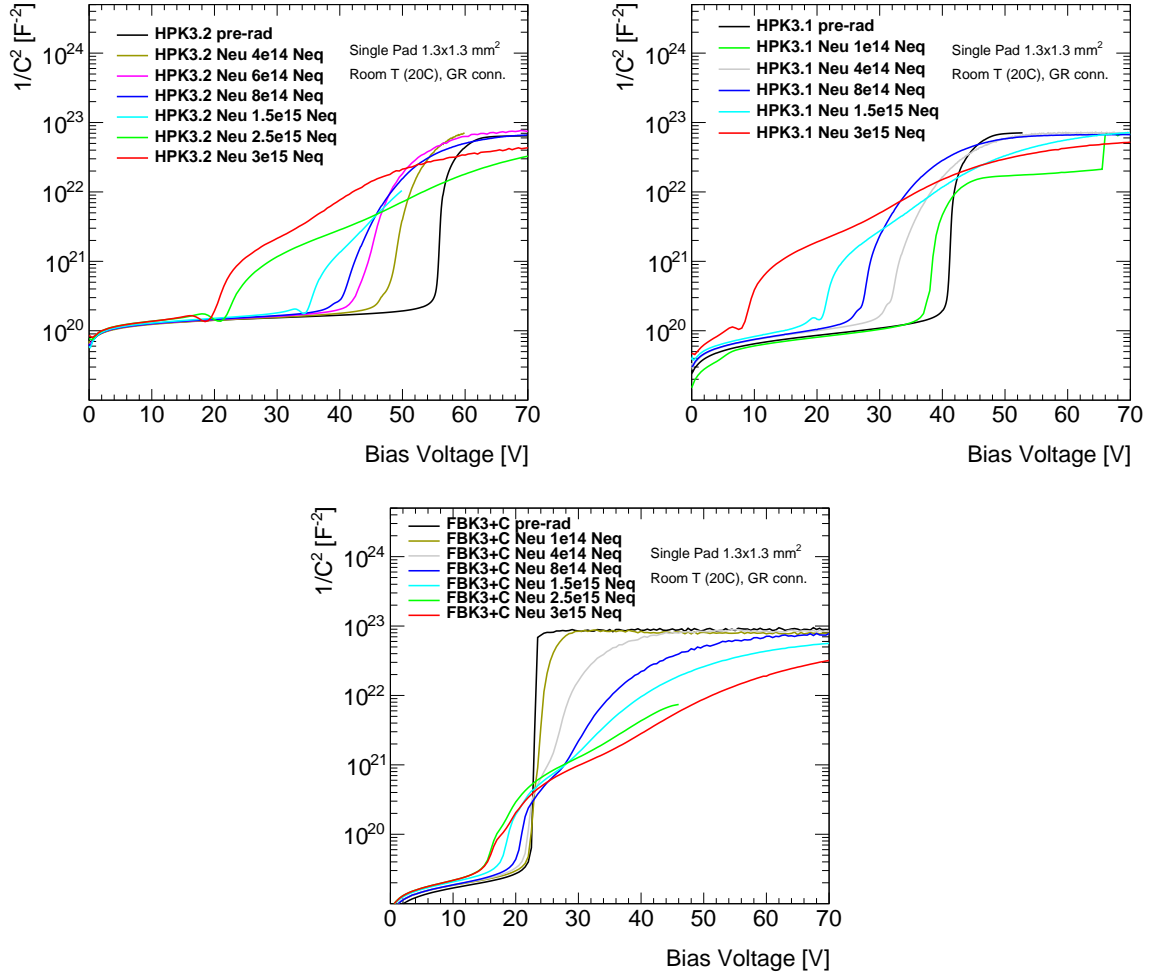 1/C² [F⁻²]
10²⁴
10²³
10²²
10²¹
10²⁰
HPK3.2 pre-rad
HPK3.2 Neu 4e14 Neq
HPK3.2 Neu 6e14 Neq
HPK3.2 Neu 8e14 Neq
HPK3.2 Neu 1.5e15 Neq
HPK3.2 Neu 2.5e15 Neq
HPK3.2 Neu 3e15 Neq
Single Pad 1.3x1.3 mm²
Room T (20C), GR conn.
0 10 20 30 40 50 60 70
Bias Voltage [V]
1/C² [F⁻²]
10²⁴
10²³
10²²
10²¹
10²⁰
HPK3.1 pre-rad
HPK3.1 Neu 1e14 Neq
HPK3.1 Neu 4e14 Neq
HPK3.1 Neu 8e14 Neq
HPK3.1 Neu 1.5e15 Neq
HPK3.1 Neu 3e15 Neq
Single Pad 1.3x1.3 mm²
Room T (20C), GR conn.
0 10 20 30 40 50 60 70
Bias Voltage [V]
1/C² [F⁻²]
10²⁴
10²³
10²²
10²¹
10²⁰
FBK3+C pre-rad
FBK3+C Neu 1e14 Neq
FBK3+C Neu 4e14 Neq
FBK3+C Neu 8e14 Neq
FBK3+C Neu 1.5e15 Neq
FBK3+C Neu 2.5e15 Neq
FBK3+C Neu 3e15 Neq
Single Pad 1.3x1.3 mm²
Room T (20C), GR conn.
0 10 20 30 40 50 60 70
Bias Voltage [V]